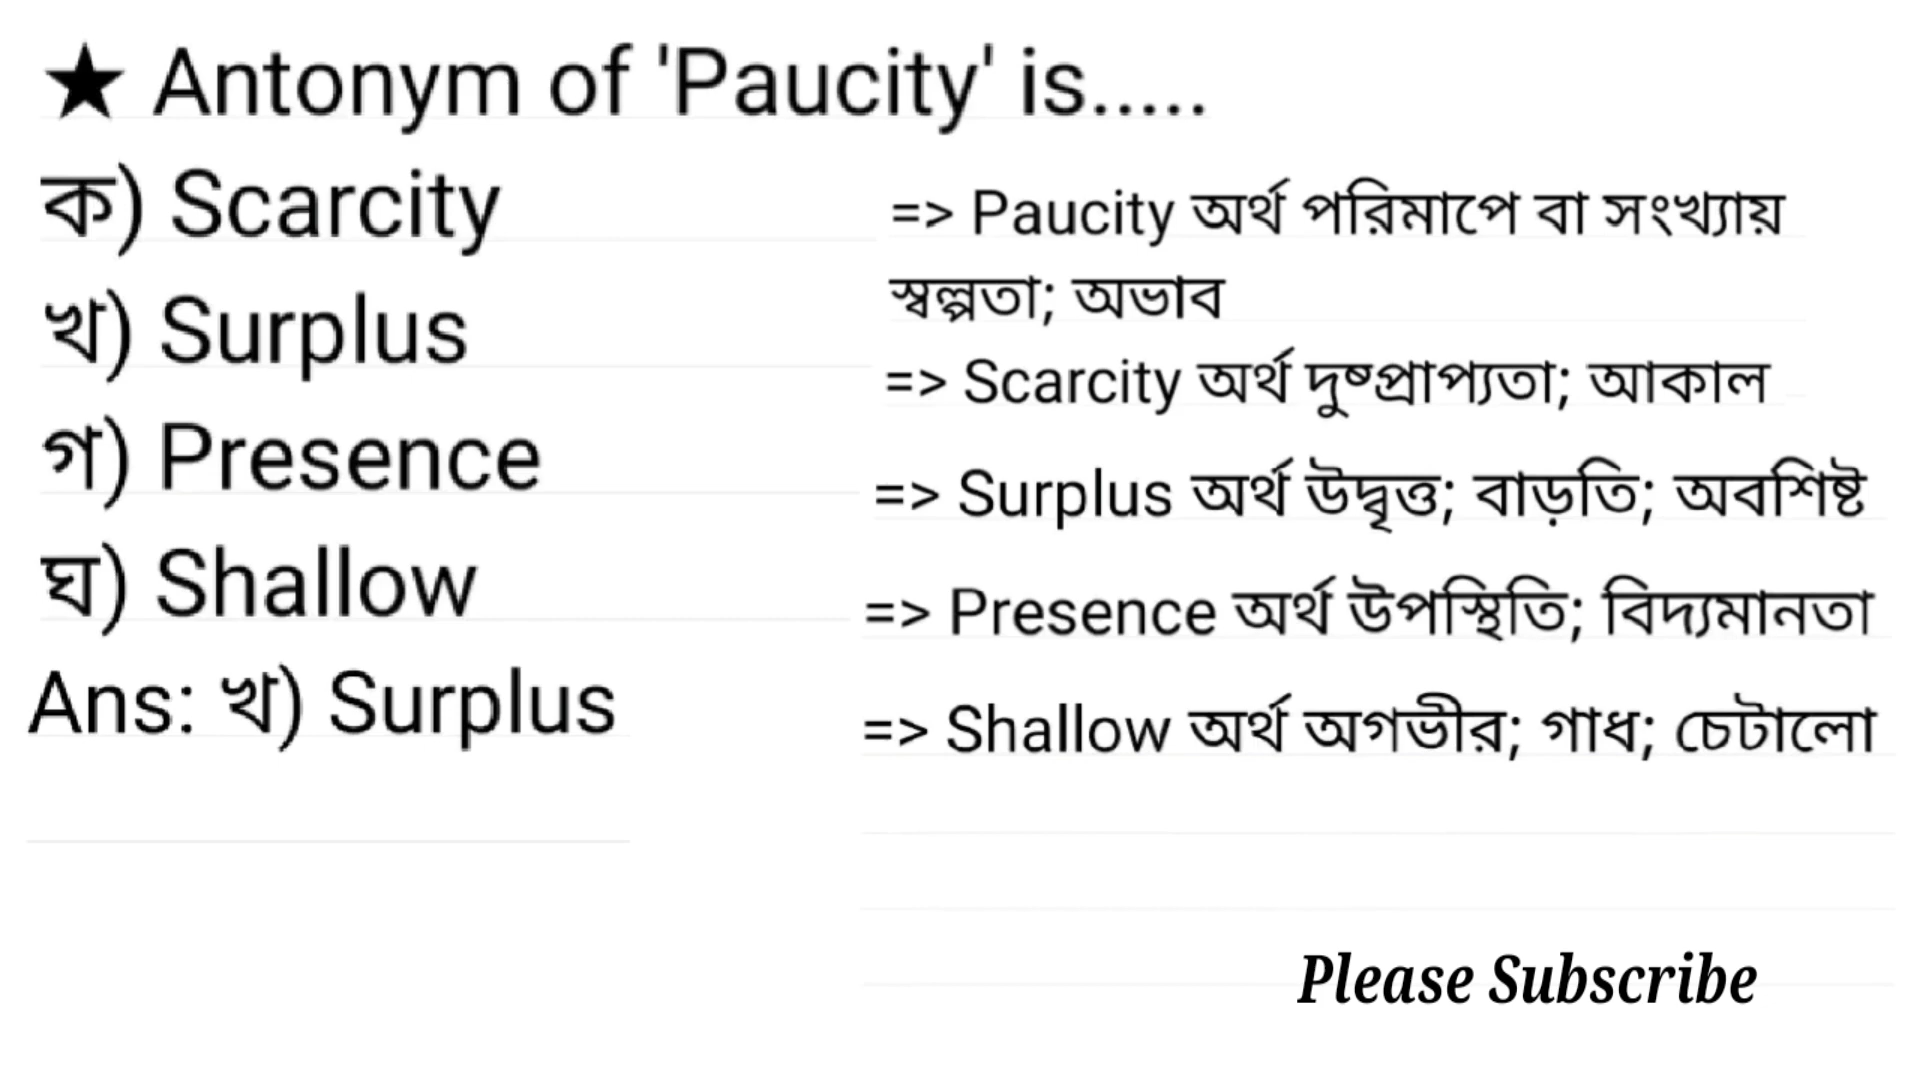 ★ Antonym of 'Paucity' is.....
ক) Scarcity
খ) Surplus
গ) Presence
ঘ) Shallow
Ans: খ) Surplus
=> Paucity অর্থ পরিমাপে বা সংখ্যায়
স্বল্পতা; অভাব
=> Scarcity অর্থ দুষ্প্রাপ্যতা; আকাল
=> Surplus অর্থ উদ্বৃত্ত; বাড়তি; অবশিষ্ট
=> Presence অর্থ উপস্থিতি; বিদ্যমানতা
=> Shallow অর্থ অগভীর; গাধ; চেটালো
Please Subscribe